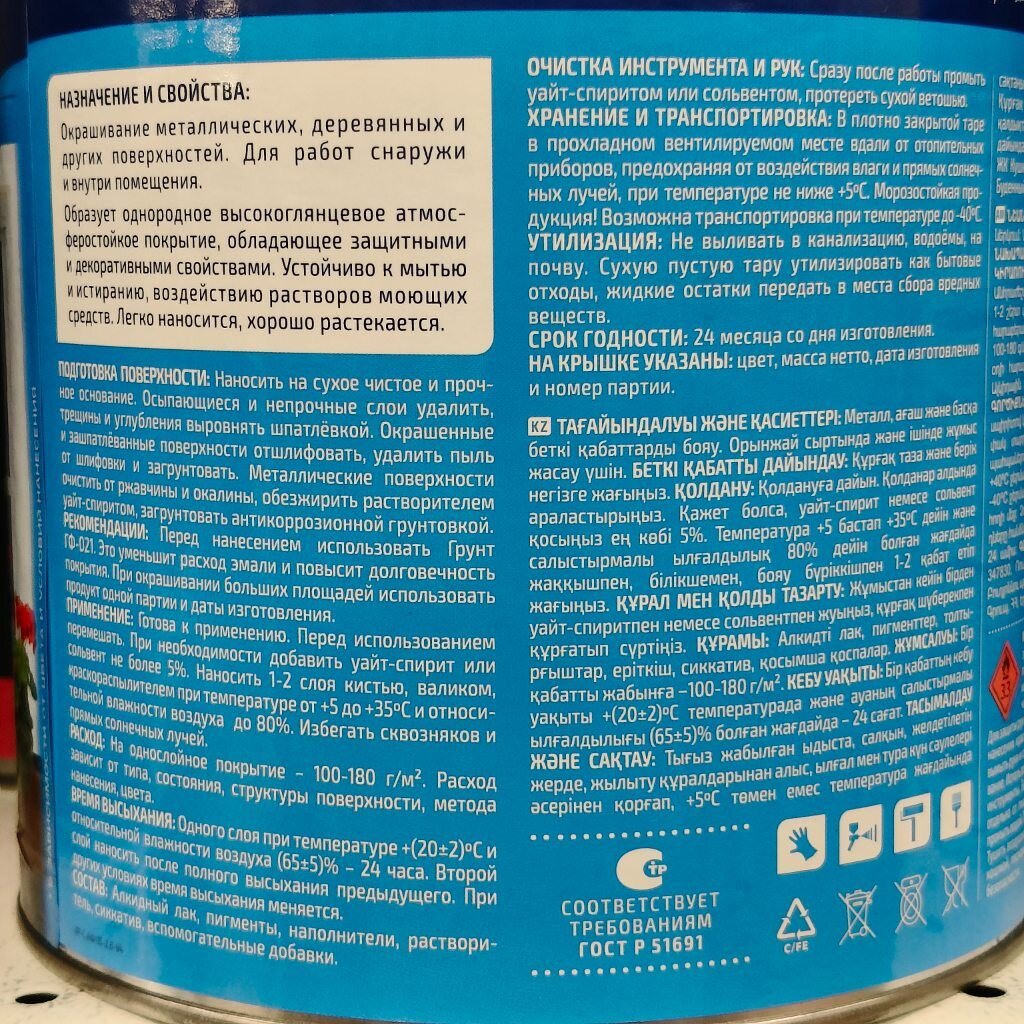 НАЗНАЧЕНИЕ И СВОЙСТВА:
Окрашивание металлических, деревянных и
других поверхностей. Для работ снаружи
и внутри помещения.
Образует однородное высокоглянцевое атмос-
феростойкое покрытие, обладающее защитными
и декоративными свойствами. Устойчиво к мытью
и истиранию, воздействию растворов моющих
средств. Легко наносится, хорошо растекается.
ПОДГОТОВКА ПОВЕРХНОСТИ: Наносить на сухое чистое и проч-
ное основание. Осыпающиеся и непрочные слои удалить,
трещины и углубления выровнять шпатлёвкой. Окрашенные
и зашпатлёванные поверхности отшлифовать, удалить пыль
от шлифовки и загрунтовать. Металлические поверхности
очистить от ржавчины и окалины, обезжирить растворителем
уайт-спиритом, загрунтовать антикоррозионной грунтовкой.
РЕКОМЕНДАЦИИ: Перед нанесением использовать Грунт
ГФ-021. Это уменьшит расход эмали и повысит долговечность
покрытия. При окрашивании больших площадей использовать
продукт одной партии и даты изготовления.
ПРИМЕНЕНИЕ: Готова к применению. Перед использованием
перемешать. При необходимости добавить уайт-спирит или
сольвент не более 5%. Наносить 1-2 слоя кистью, валиком,
краскораспылителем при температуре от +5 до +35ºС и относи-
тельной влажности воздуха до 80%. Избегать сквозняков и
прямых солнечных лучей.
РАСХОД: На однослойное покрытие – 100-180 г/м². Расход
зависит от типа, состояния, структуры поверхности, метода
нанесения, цвета.
ВРЕМЯ ВЫСЫХАНИЯ: Одного слоя при температуре +(20±2)ºС и
относительной влажности воздуха (65±5)% – 24 часа. Второй
слой наносить после полного высыхания предыдущего. При
других условиях время высыхания меняется.
СОСТАВ: Алкидный лак, пигменты, наполнители, раствори-
тель, сиккатив, вспомогательные добавки.
ОЧИСТКА ИНСТРУМЕНТА И РУК: Сразу после работы промыть
уайт-спиритом или сольвентом, протереть сухой ветошью.
ХРАНЕНИЕ И ТРАНСПОРТИРОВКА: В плотно закрытой таре
в прохладном вентилируемом месте вдали от отопительных
приборов, предохраняя от воздействия влаги и прямых солнеч-
ных лучей, при температуре не ниже +5ºС. Морозостойкая про-
дукция! Возможна транспортировка при температуре до -40ºС.
УТИЛИЗАЦИЯ: Не выливать в канализацию, водоёмы, на
почву. Сухую пустую тару утилизировать как бытовые
отходы, жидкие остатки передать в места сбора вредных
веществ.
СРОК ГОДНОСТИ: 24 месяца со дня изготовления.
НА КРЫШКЕ УКАЗАНЫ: цвет, масса нетто, дата изготовления
и номер партии.
KZ ТАҒАЙЫНДАЛУЫ ЖӘНЕ ҚАСИЕТТЕРІ: Металл, ағаш және басқа
беткі қабаттарды бояу. Орынжай сыртында және ішінде жұмыс
жасау үшін. БЕТКІ ҚАБАТТЫ ДАЙЫНДАУ: Құрғақ таза және берік
негізге жағыңыз. ҚОЛДАНУ: Қолдануға дайын. Қолданар алдында
араластырыңыз. Қажет болса, уайт-спирит немесе сольвент
қосыңыз ең көбі 5%. Температура +5 бастап +35ºС дейін және
салыстырмалы ылғалдылық 80% дейін болған жағдайда
жаққышпен, білікшемен, бояу бүріккішпен 1-2 қабат етіп
жағыңыз. ҚҰРАЛ МЕН ҚОЛДЫ ТАЗАРТУ: Жұмыстан кейін бірден
уайт-спиритпен немесе сольвентпен жуыңыз, құрғақ шүберекпен
құрғатып сүртіңіз. ҚҰРАМЫ: Алкидті лак, пигменттер, толты-
рғыштар, еріткіш, сиккатив, қосымша қоспалар. ЖҰМСАЛУЫ: Бір
қабатты жабынға –100-180 г/м². КЕБУ УАҚЫТЫ: Бір қабаттың кебу
уақыты +(20±2)ºС температурада және ауаның салыстырмалы
ылғалдылығы (65±5)% болған жағдайда – 24 сағат. ТАСЫМАЛДАУ
ЖӘНЕ САҚТАУ: Тығыз жабылған ыдыста, салқын, желдетілетін
жерде, жылыту құралдарынан алыс, ылғал мен тура күн сәулелері
әсерінен қорғап, +5ºС төмен емес температура жағдайында
СООТВЕТСТВУЕТ
ТРЕБОВАНИЯМ
ГОСТ Р 51691
C/FE